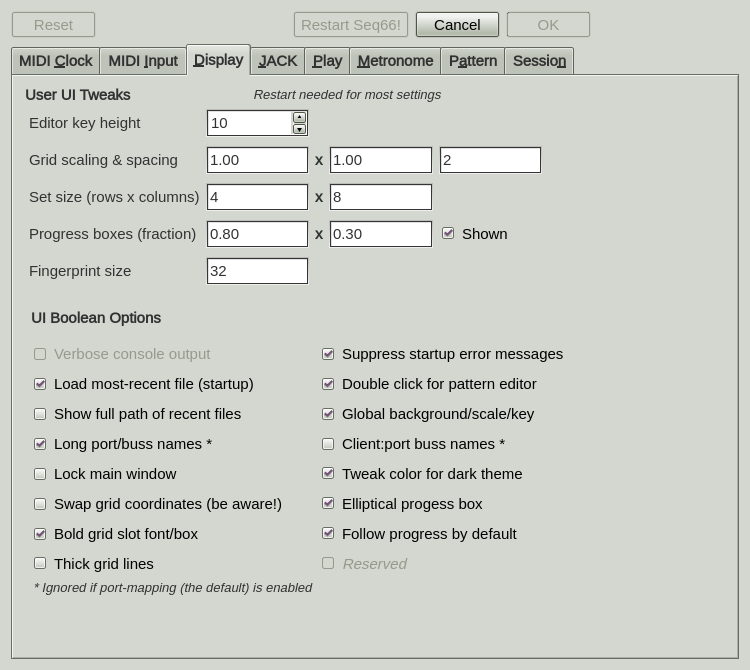 Reset Restart Seq66! Cancel OK
MIDI Clock MIDI Input Display JACK Play Metronome Pattern Session
User UI Tweaks Restart needed for most settings
Editor key height 10
Grid scaling & spacing 1.00 x 1.00 2
Set size (rows x columns) 4 x 8
Progress boxes (fraction) 0.80 x 0.30 Shown
Fingerprint size 32
UI Boolean Options
Verbose console output Suppress startup error messages
Load most-recent file (startup) Double click for pattern editor
Show full path of recent files Global background/scale/key
Long port/buss names * Client:port buss names *
Lock main window Tweak color for dark theme
Swap grid coordinates (be aware!) Elliptical progess box
Bold grid slot font/box Follow progress by default
Thick grid lines Reserved
* Ignored if port-mapping (the default) is enabled